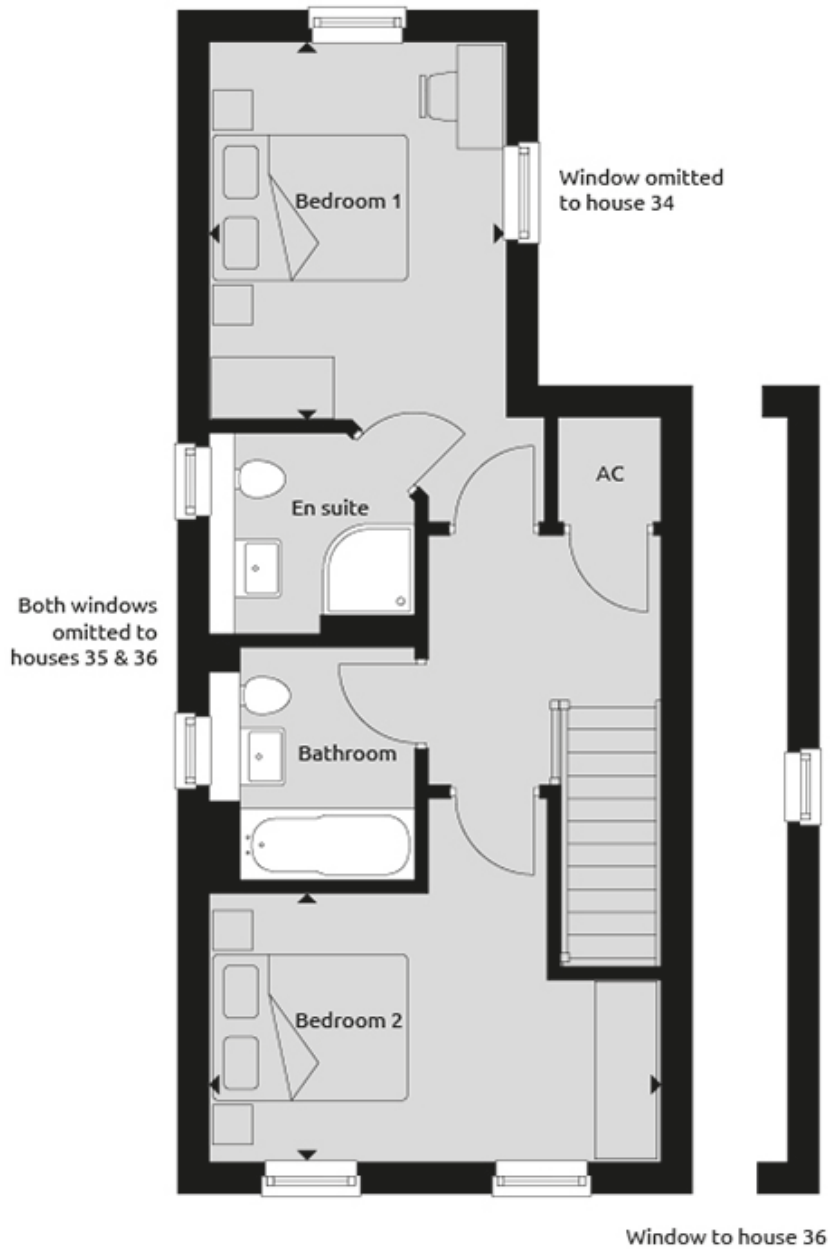 Bedroom 1
Window omitted
to house 34
AC
En suite
Both windows
omitted to
houses 35 & 36
Bathroom
Bedroom 2
Window to house 36